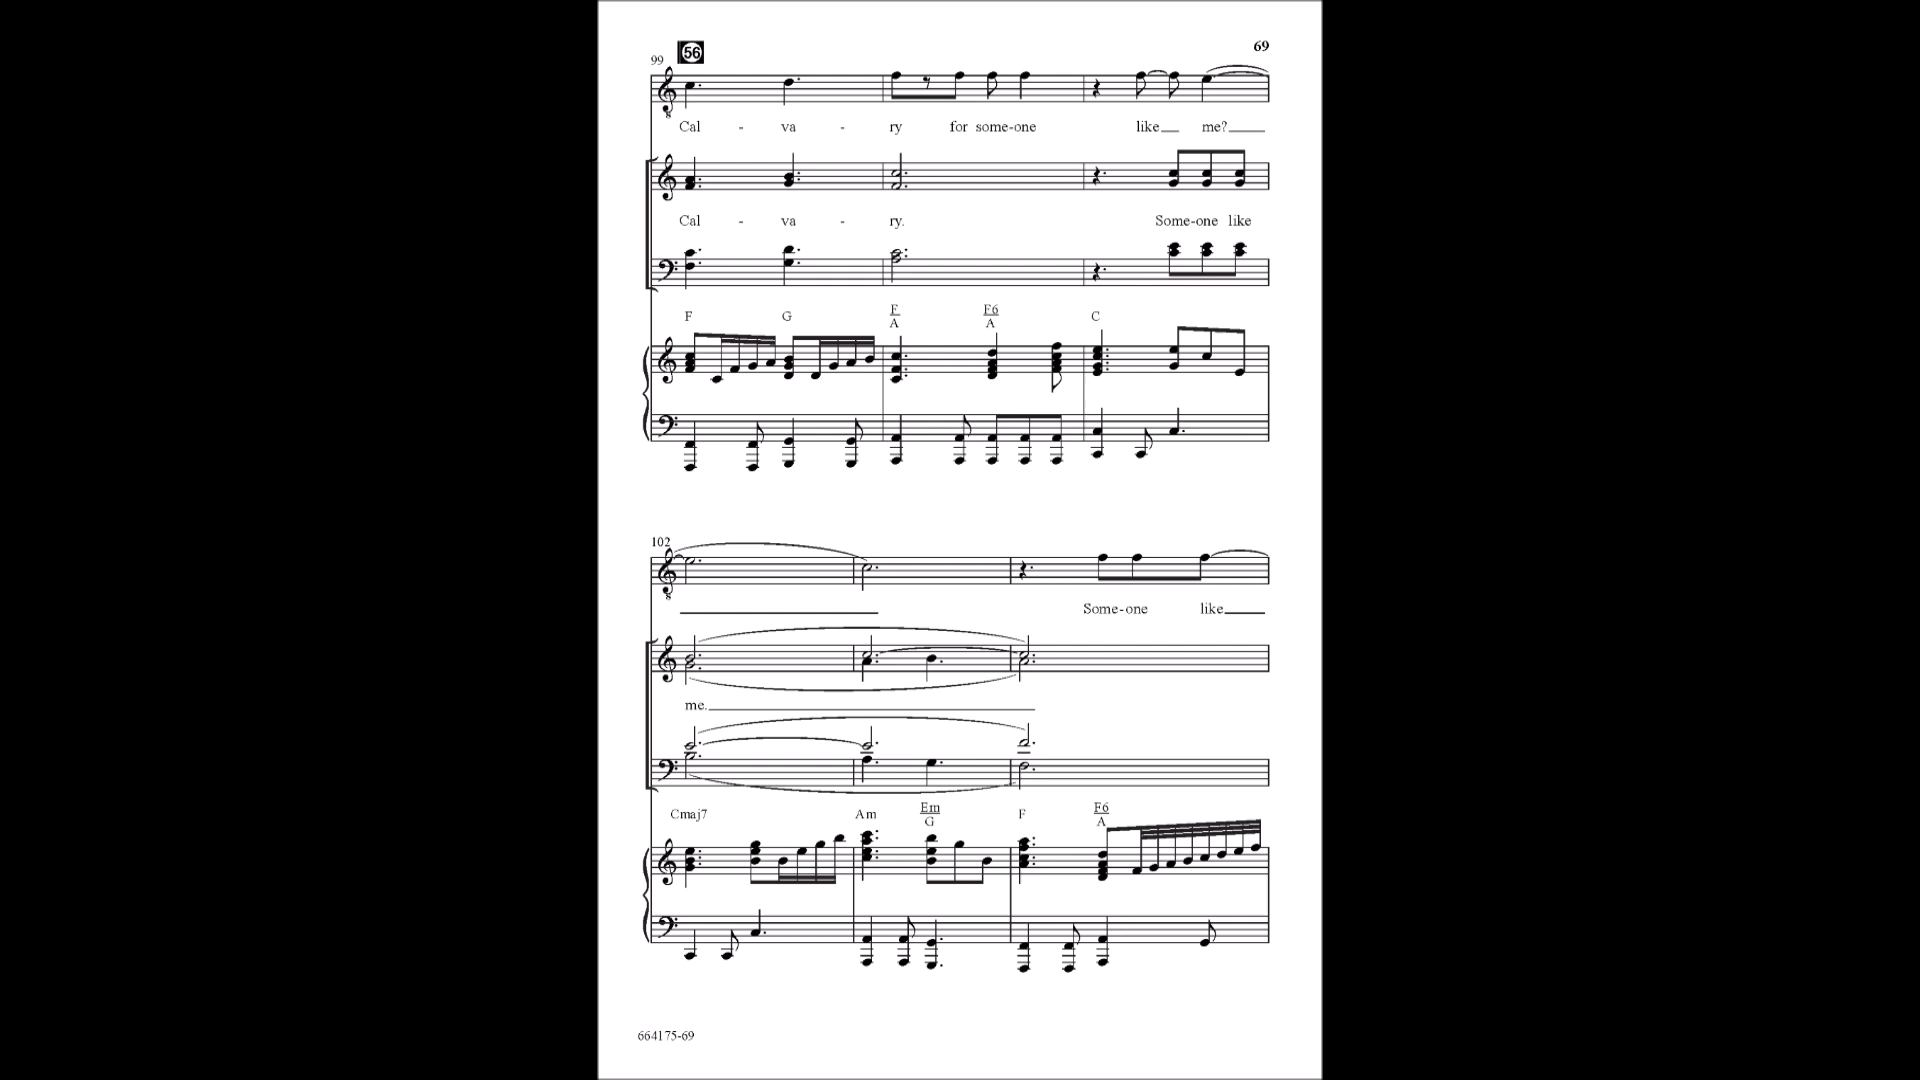 69
99 56
Cal - va - ry for some-one like me?
Cal - va - ry. Some-one like
F G F/A F6/A C
102
Some-one like
me.
Cmaj7 Am Em/G F F6/A
664175-69